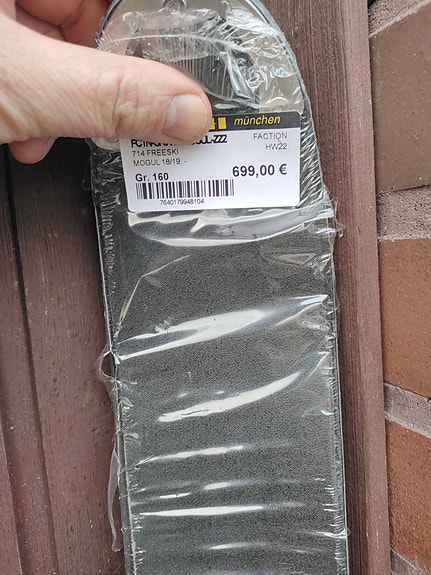 münchen
FACTION
714 FREESKI
HW22
MOGUL 18/19, -
Gr. 160
699,00 €
7640179948104